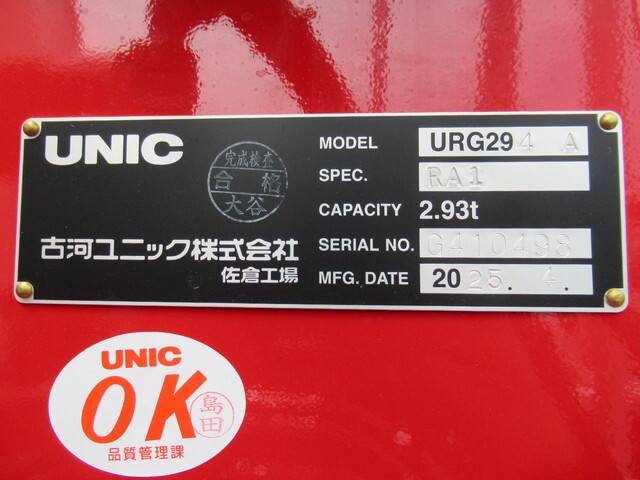 UNIC
完成検査
合格
大谷
古河ユニック株式会社
佐倉工場
MODEL URG294 A
SPEC. RA1
CAPACITY 2.93t
SERIAL NO. G410498
MFG. DATE 2025. 4.
UNIC
OK
島田
品質管理課